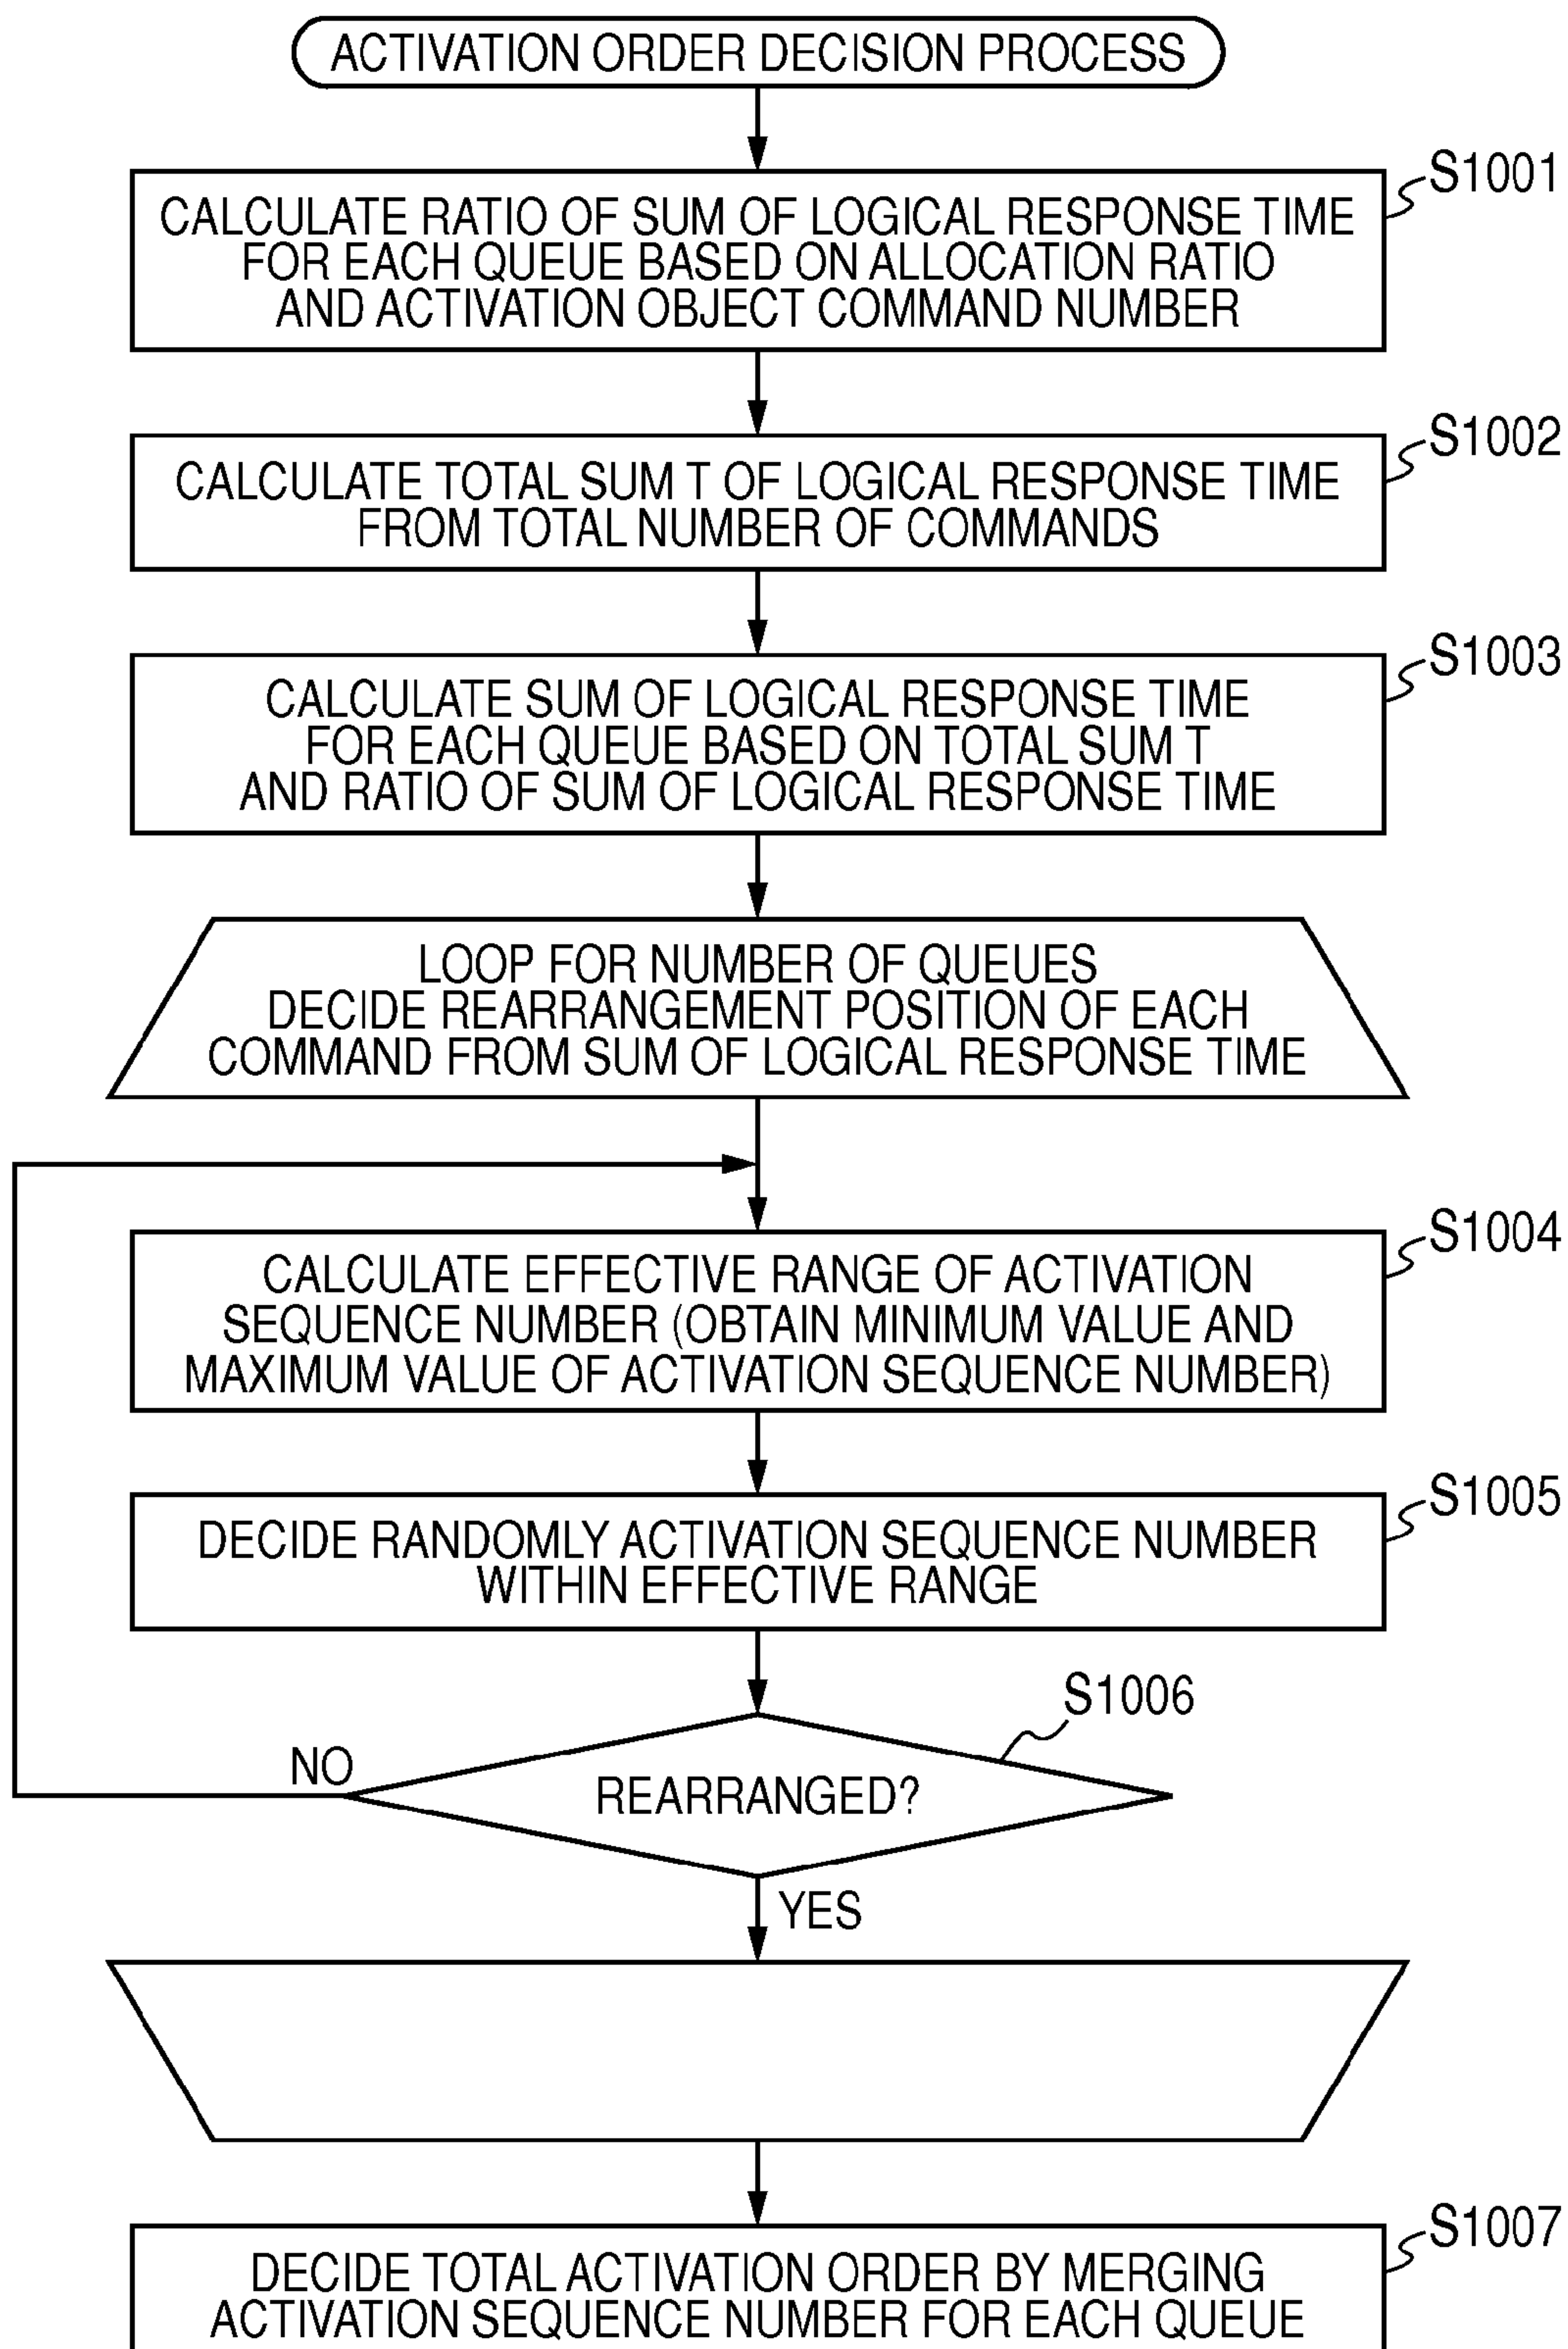 ACTIVATION ORDER DECISION PROCESS
S1001
CALCULATE RATIO OF SUM OF LOGICAL RESPONSE TIME
FOR EACH QUEUE BASED ON ALLOCATION RATIO
AND ACTIVATION OBJECT COMMAND NUMBER
S1002
CALCULATE TOTAL SUM T OF LOGICAL RESPONSE TIME
FROM TOTAL NUMBER OF COMMANDS
S1003
CALCULATE SUM OF LOGICAL RESPONSE TIME
FOR EACH QUEUE BASED ON TOTAL SUM T
AND RATIO OF SUM OF LOGICAL RESPONSE TIME
LOOP FOR NUMBER OF QUEUES
DECIDE REARRANGEMENT POSITION OF EACH
COMMAND FROM SUM OF LOGICAL RESPONSE TIME
S1004
CALCULATE EFFECTIVE RANGE OF ACTIVATION
SEQUENCE NUMBER (OBTAIN MINIMUM VALUE AND
MAXIMUM VALUE OF ACTIVATION SEQUENCE NUMBER)
S1005
DECIDE RANDOMLY ACTIVATION SEQUENCE NUMBER
WITHIN EFFECTIVE RANGE
S1006
NO
REARRANGED?
YES
S1007
DECIDE TOTAL ACTIVATION ORDER BY MERGING
ACTIVATION SEQUENCE NUMBER FOR EACH QUEUE